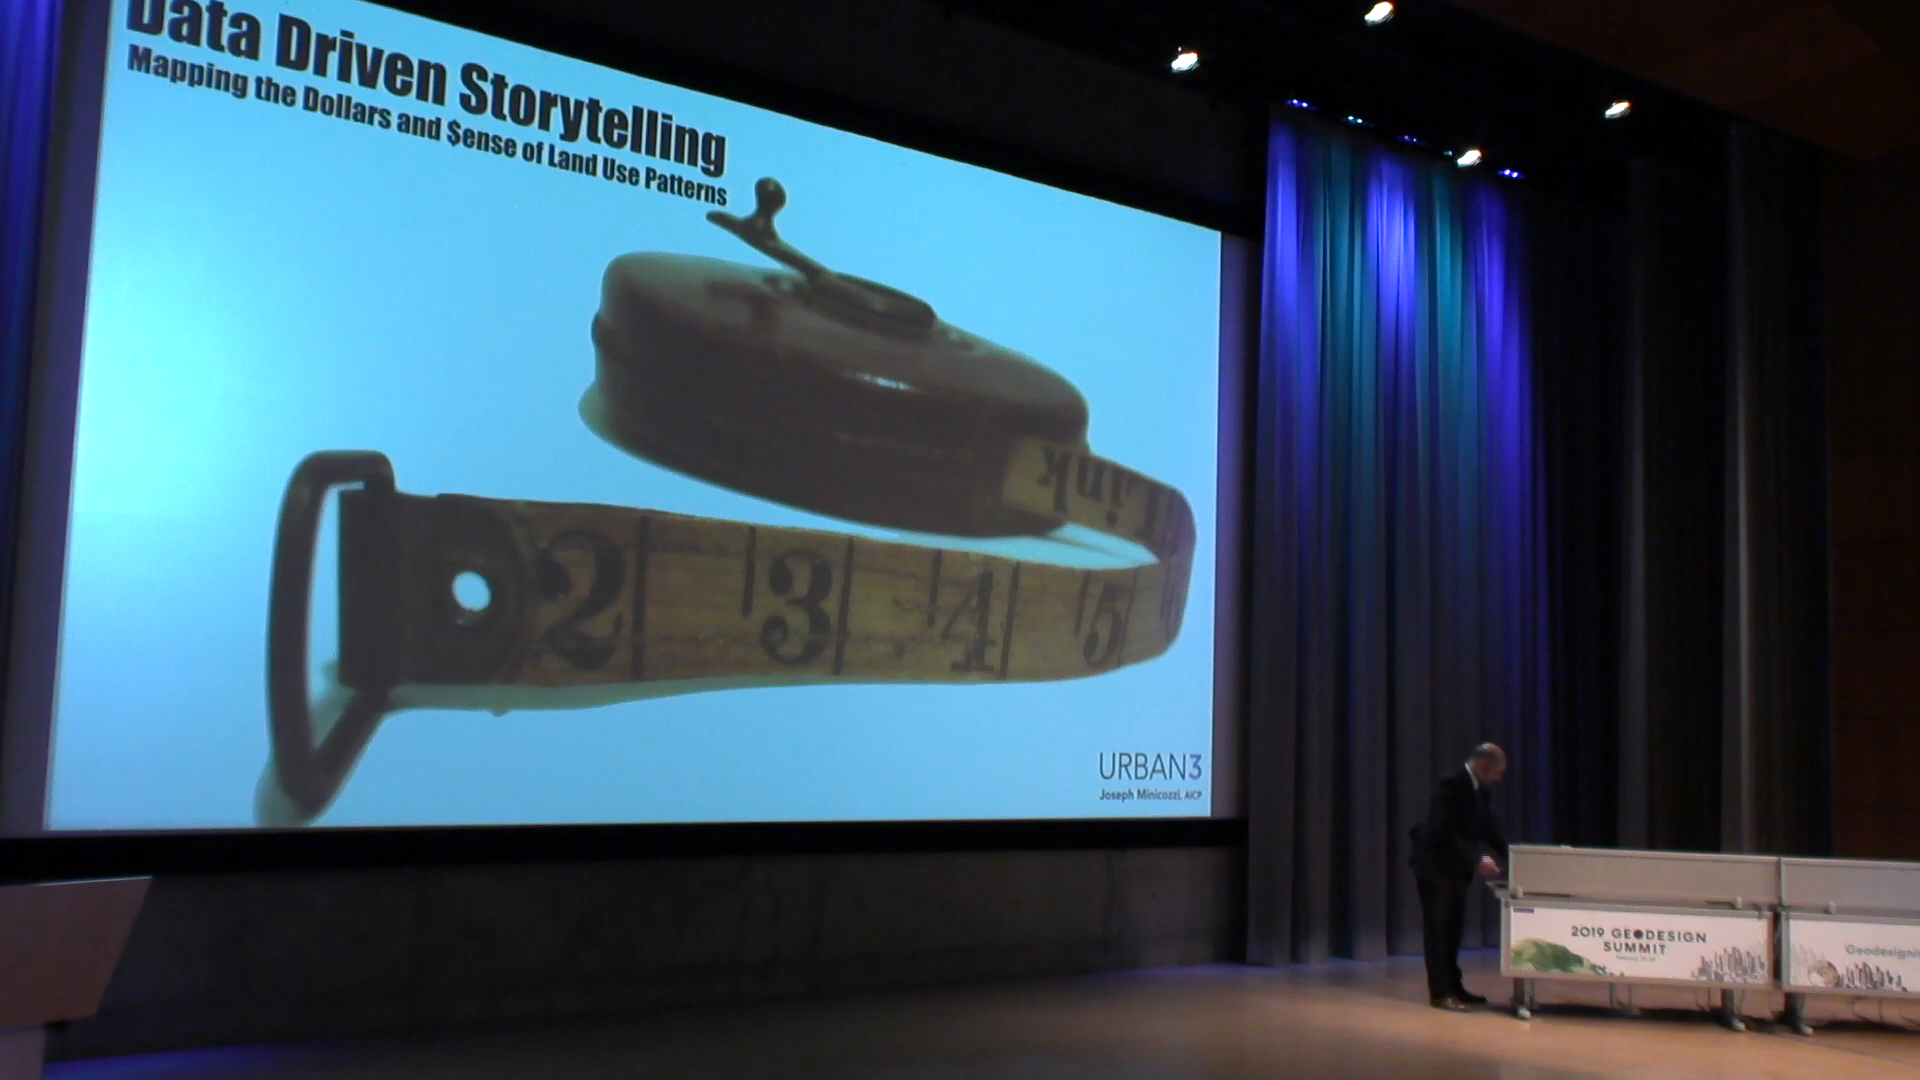 Data Driven Storytelling
Mapping the Dollars and $ense of Land Use Patterns
Link
2 3 4 5
URBAN3
Joseph Minicozzi, AICP
2019 GEODESIGN
SUMMIT